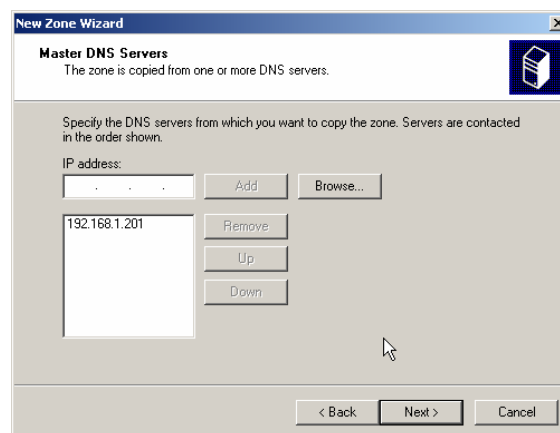 New Zone Wizard
Master DNS Servers
The zone is copied from one or more DNS servers.
Specify the DNS servers from which you want to copy the zone. Servers are contacted
in the order shown.
IP address:
. . .
Add
Browse...
192.168.1.201
Remove
Up
Down
< Back
Next >
Cancel